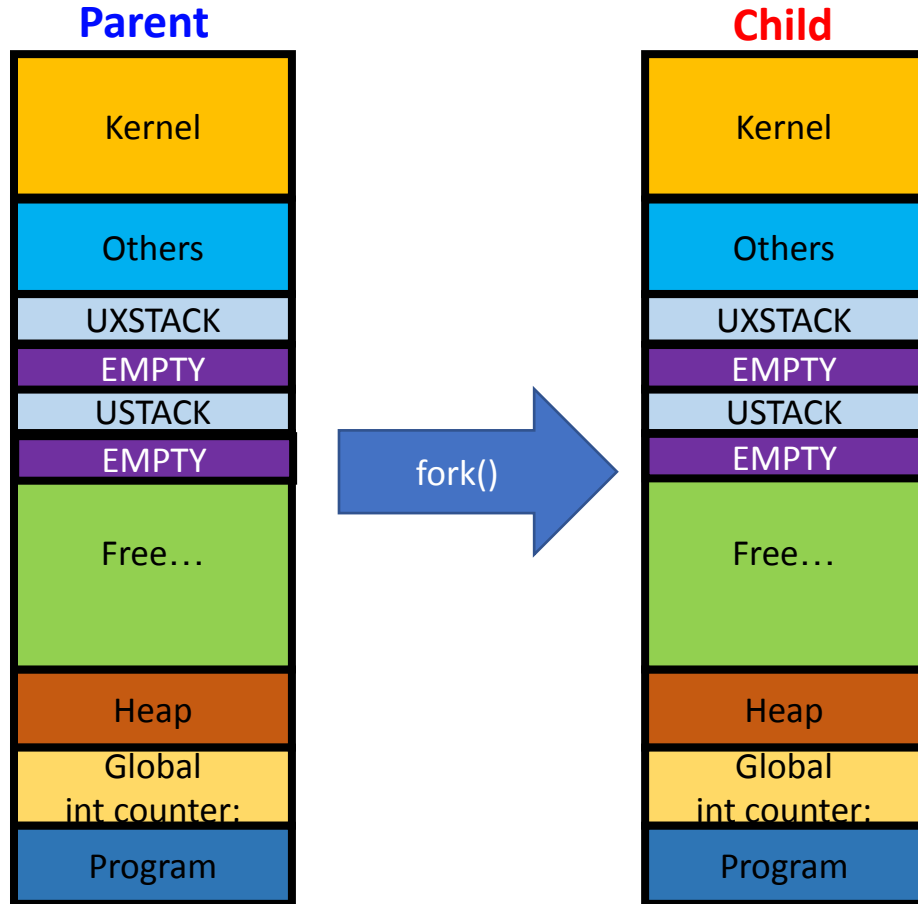 Parent
Kernel
Others
UXSTACK
EMPTY
USTACK
EMPTY
Free...
Heap
Global
int counter:
Program
fork()
Child
Kernel
Others
UXSTACK
EMPTY
USTACK
EMPTY
Free...
Heap
Global
int counter:
Program